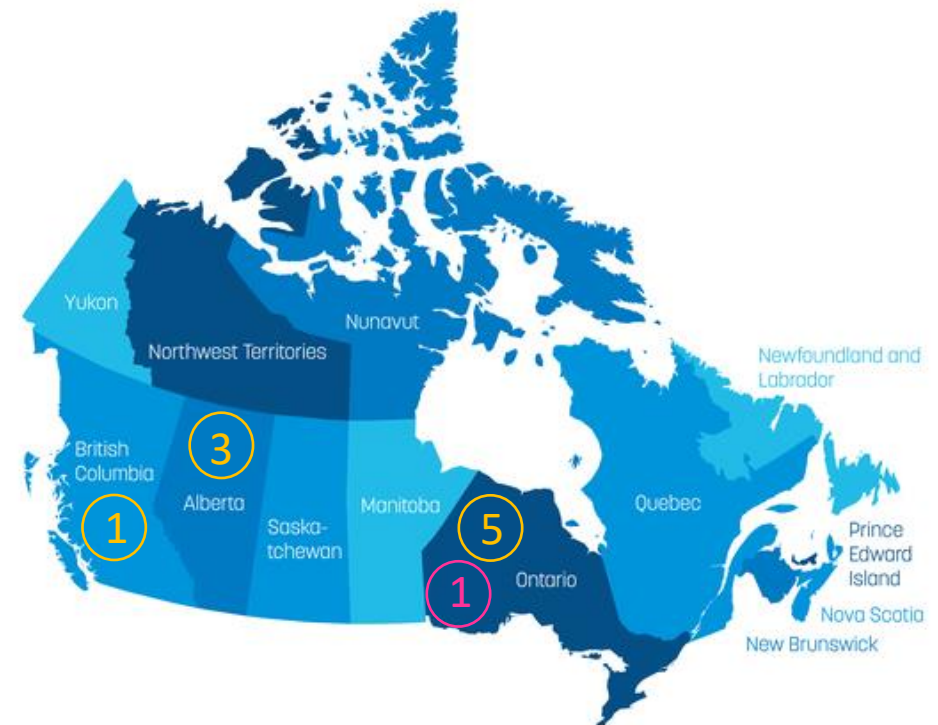 Yukon
Nunavut
Northwest Territories
Newfoundland and
Labrador
British
Columbia
3
Alberta
1
Saska-
tchewan
Manitoba
5
1
Ontario
Quebec
Prince
Edward
Island
Nova Scotia
New Brunswick